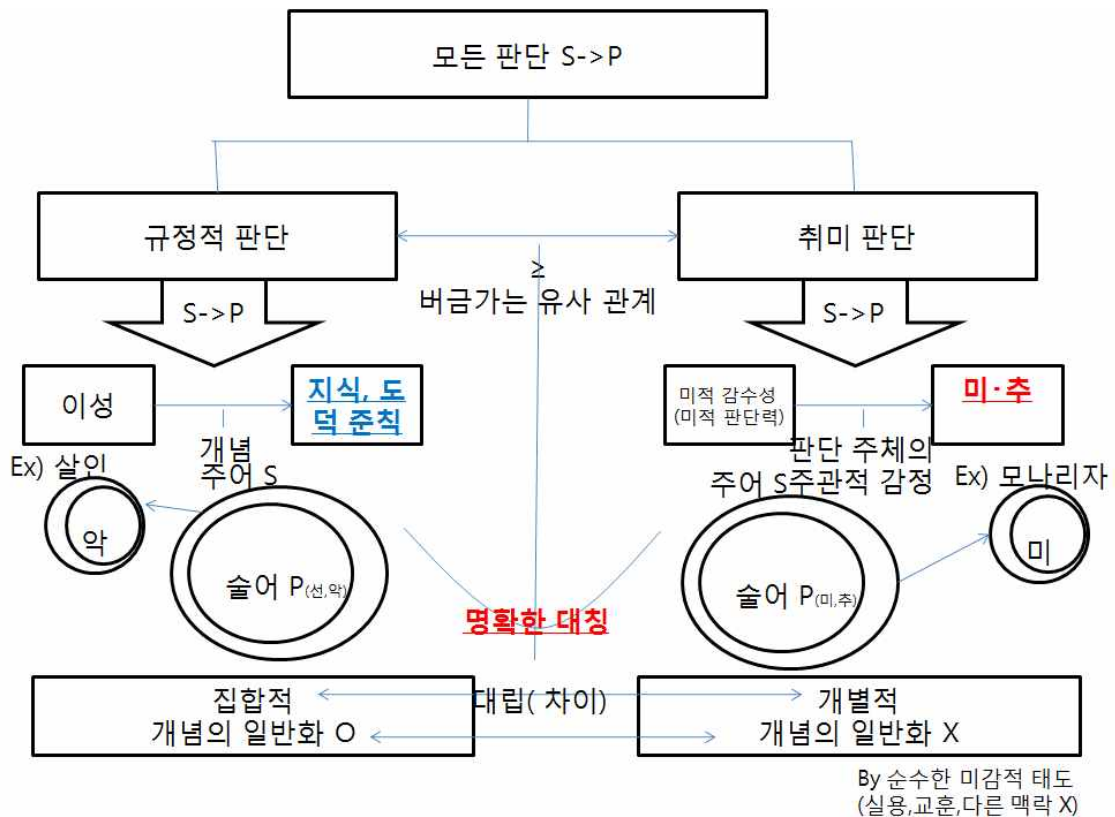 모든 판단 S->P
규정적 판단
취미 판단
≥
버금가는 유사 관계
S->P
S->P
이성
지식, 도
덕 준칙
미적 감수성
(미적 판단력)
미·추
개념
주어 S
Ex) 살인
악
술어 P(선,악)
판단 주체의
주어 S주관적 감정
Ex) 모나리자
미
술어 P(미,추)
명확한 대칭
집합적
개념의 일반화 O
대립( 차이)
개별적
개념의 일반화 X
By 순수한 미감적 태도
(실용,교훈,다른 맥락 X)